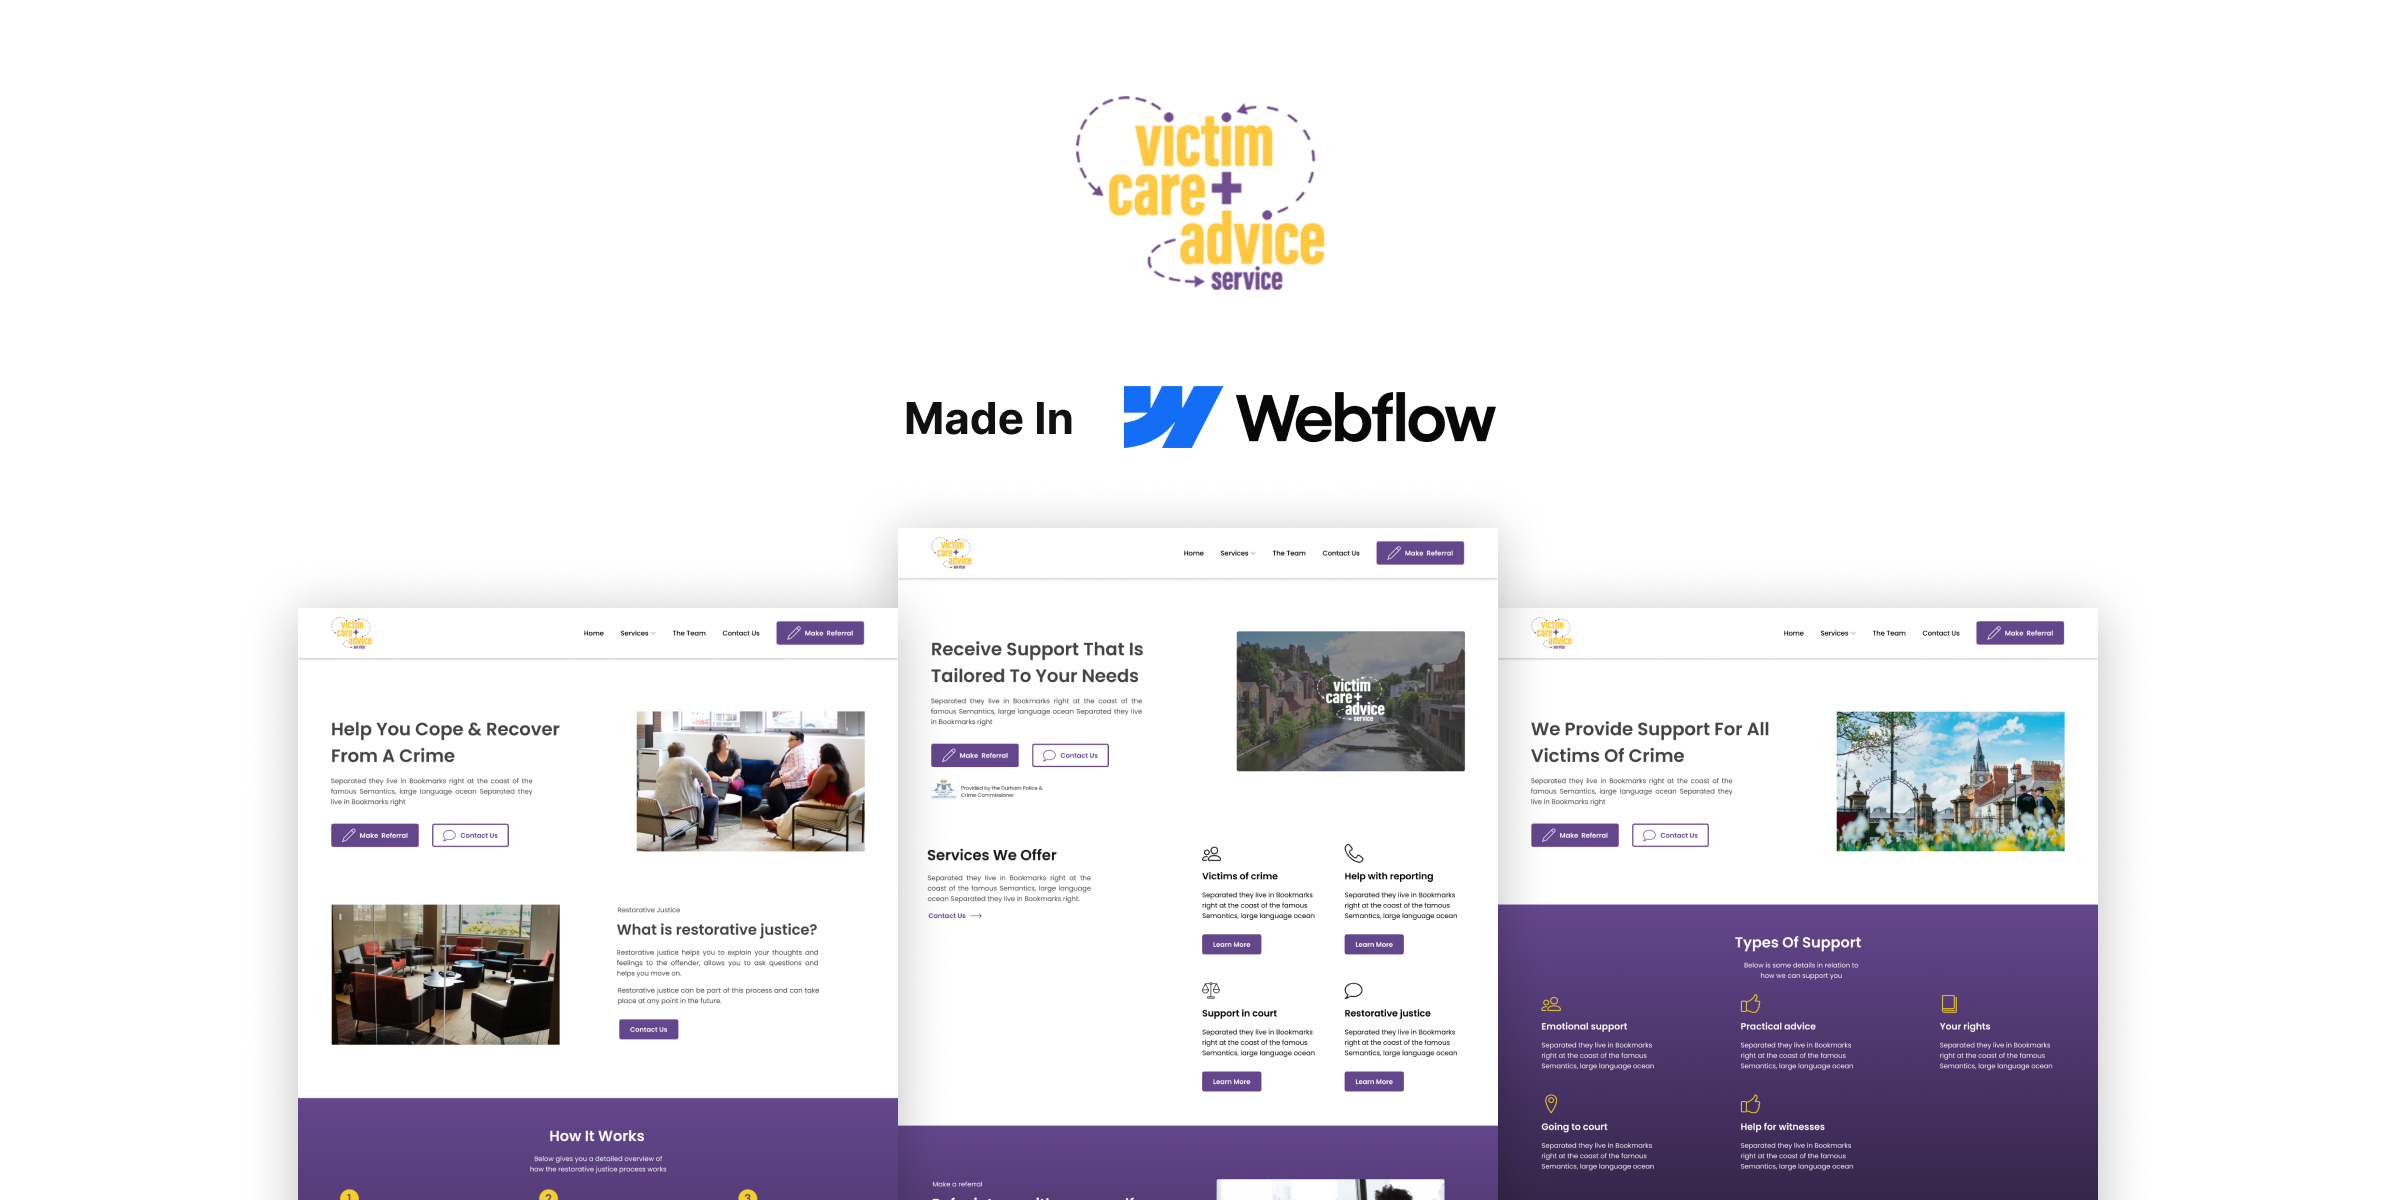 victim
care+
advice
service
Made In Webflow
victim
care+
advice
service
Home Services The Team Contact Us Make Referral
Help You Cope & Recover
From A Crime
Separated they live in Bookmarks right at the coast of the
famous Semantics, large language ocean Separated they
live in Bookmarks right
Make Referral Contact Us
Restorative Justice
What is restorative justice?
Restorative justice helps you to explain your thoughts and
feelings to the offender, allows you to ask questions and
helps you move on.
Restorative justice can be part of this process and can take
place at any point in the future.
Contact Us
How It Works
Below gives you a detailed overview of
how the restorative justice process works
1 2 3
victim
care+
advice
service
Home Services The Team Contact Us Make Referral
Receive Support That Is
Tailored To Your Needs
Separated they live in Bookmarks right at the coast of the
famous Semantics, large language ocean Separated they live
in Bookmarks right
Make Referral Contact Us
Provided by the Durham Police &
Crime Commissioner
victim
care+
advice
service
Services We Offer
Separated they live in Bookmarks right at the
coast of the famous Semantics, large language
ocean Separated they live in Bookmarks right.
Contact Us
Victims of crime
Separated they live in Bookmarks
right at the coast of the famous
Semantics, large language ocean
Learn More
Help with reporting
Separated they live in Bookmarks
right at the coast of the famous
Semantics, large language ocean
Learn More
Support in court
Separated they live in Bookmarks
right at the coast of the famous
Semantics, large language ocean
Learn More
Restorative justice
Separated they live in Bookmarks
right at the coast of the famous
Semantics, large language ocean
Learn More
Make a referral
victim
care+
advice
service
Home Services The Team Contact Us Make Referral
We Provide Support For All
Victims Of Crime
Separated they live in Bookmarks right at the coast of the
famous Semantics, large language ocean Separated they
live in Bookmarks right
Make Referral Contact Us
Types Of Support
Below is some details in relation to
how we can support you
Emotional support
Separated they live in Bookmarks
right at the coast of the famous
Semantics, large language ocean
Practical advice
Separated they live in Bookmarks
right at the coast of the famous
Semantics, large language ocean
Your rights
Separated they live in Bookmarks
right at the coast of the famous
Semantics, large language ocean
Going to court
Separated they live in Bookmarks
right at the coast of the famous
Semantics, large language ocean
Help for witnesses
Separated they live in Bookmarks
right at the coast of the famous
Semantics, large language ocean